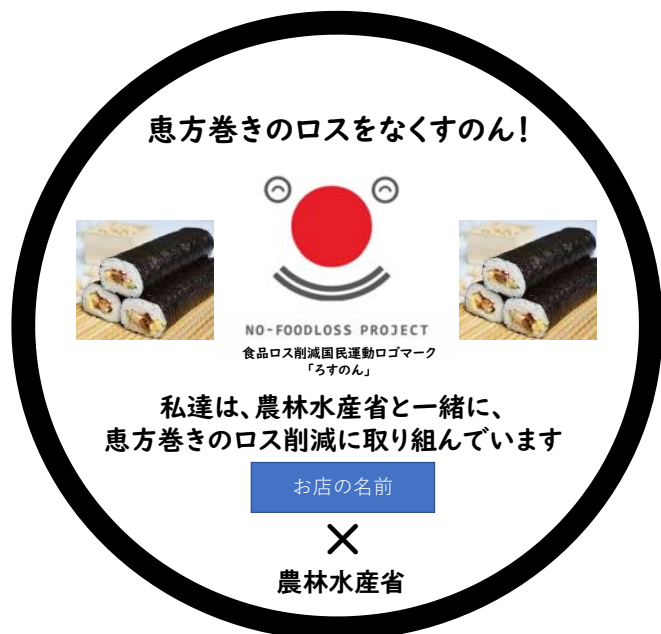 恵方巻きのロスをなくすのん！
NO-FOODLOSS PROJECT
食品ロス削減国民運動ロゴマーク
「ろすのん」
私達は、農林水産省と一緒に、
恵方巻きのロス削減に取り組んでいます
お店の名前
×
農林水産省